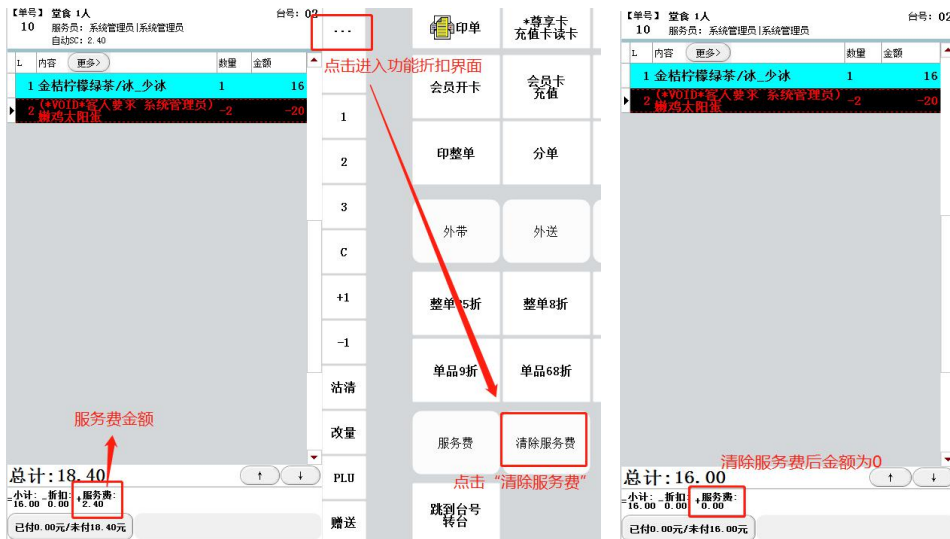 【单号】 堂食 1人 台号: 02
10 服务员: 系统管理员|系统管理员
自动SC: 2.40
L 内容 更多> 数量 金额
1 金桔柠檬绿茶/冰_少冰 1 16
2 (*VOID*客人要求 系统管理员) -2 -20
嫩鸡太阳张
服务费金额
总计:18.40 ↑ ↓
=小计: -折扣: +服务费:
16.00 0.00 2.40
已付0.00元/未付18.40元
...
点击进入功能折扣界面
1
2
3
C
+1
-1
沽清
改量
PLU
赠送
印单 *尊享卡
充值卡读卡
会员开卡 会员卡
充值
印整单 分单
外带 外送
整单85折 整单8折
单品9折 单品68折
服务费 清除服务费
点击“清除服务费”
跳到台号
转台
【单号】 堂食 1人 台号: 02
10 服务员: 系统管理员|系统管理员
L 内容 更多> 数量 金额
1 金桔柠檬绿茶/冰_少冰 1 16
2 (*VOID*客人要求 系统管理员) -2 -20
嫩鸡太阳张
清除服务费后金额为0
总计:16.00 ↑ ↓
=小计: -折扣: +服务费:
16.00 0.00 0.00
已付0.00元/未付16.00元